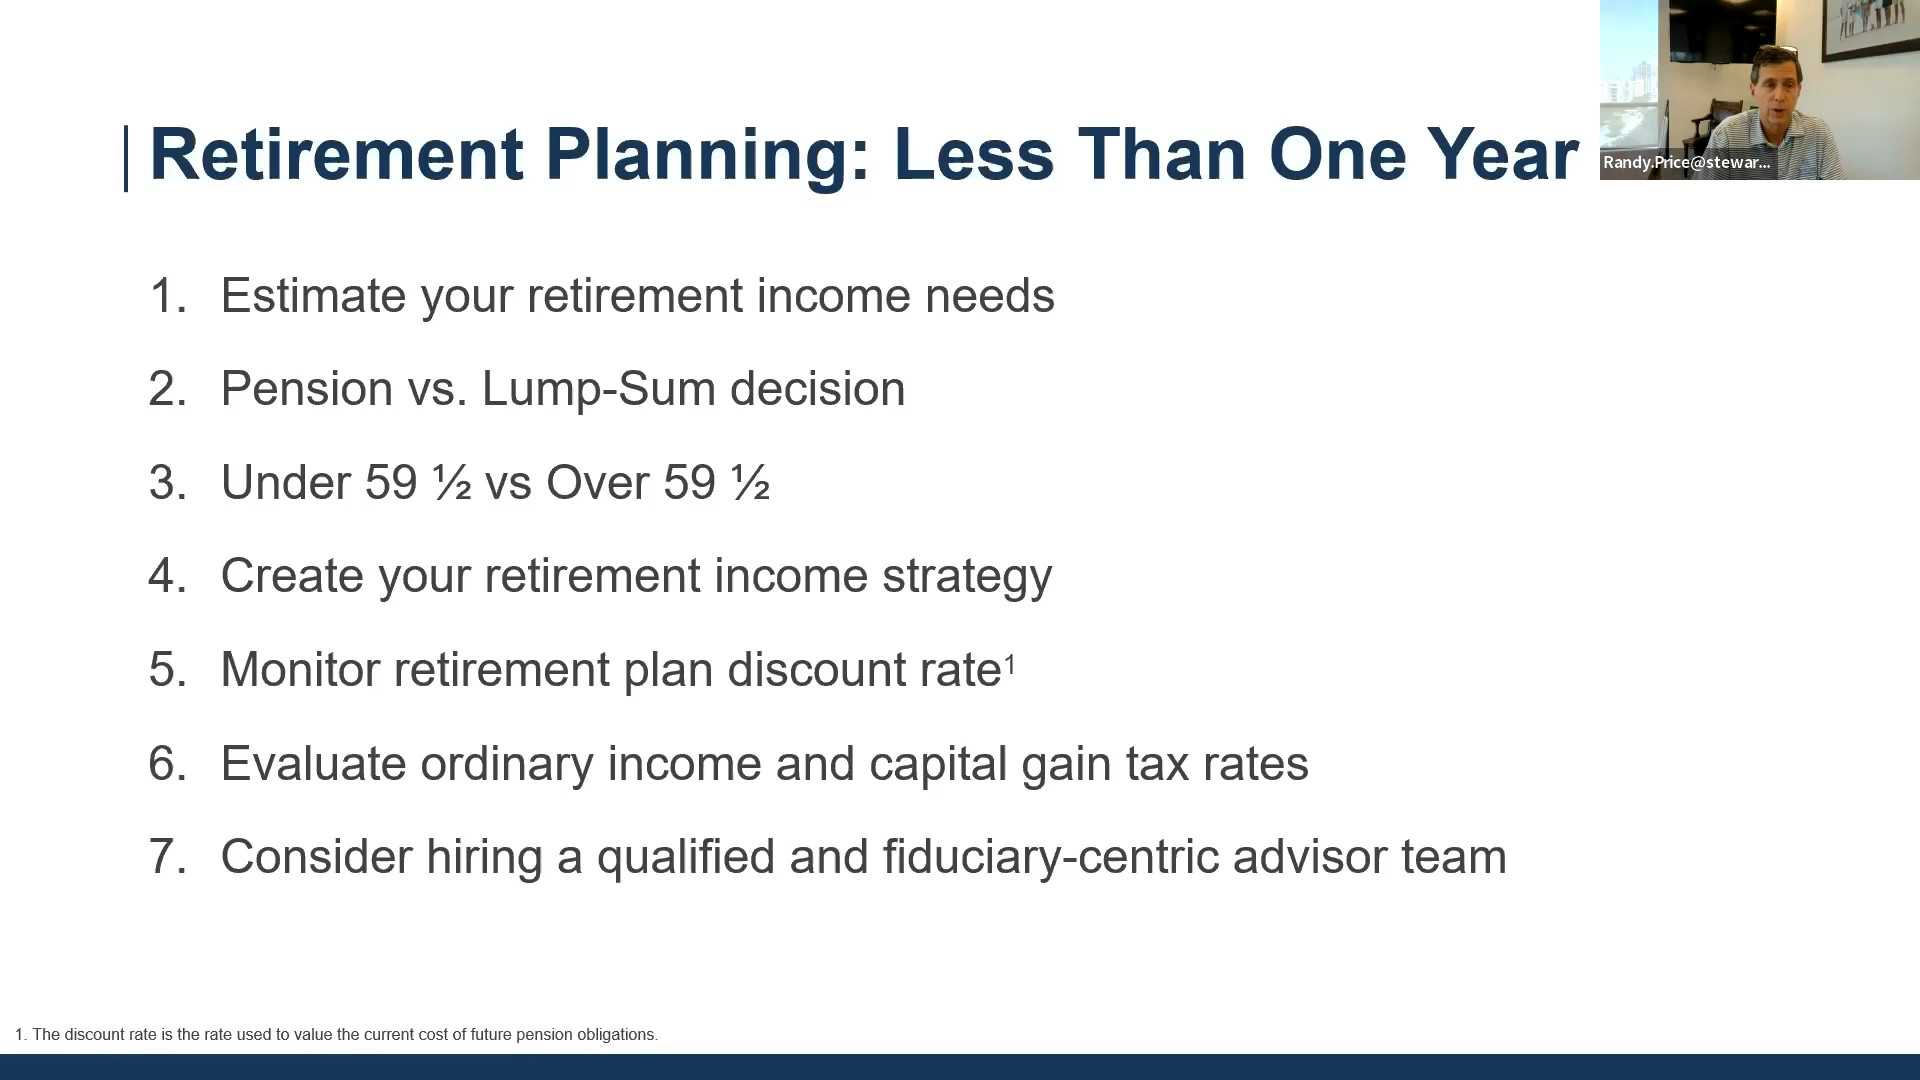 Retirement Planning: Less Than One Year
Randy.Price@stewar...
1. Estimate your retirement income needs
2. Pension vs. Lump-Sum decision
3. Under 59 ½ vs Over 59 ½
4. Create your retirement income strategy
5. Monitor retirement plan discount rate¹
6. Evaluate ordinary income and capital gain tax rates
7. Consider hiring a qualified and fiduciary-centric advisor team
1. The discount rate is the rate used to value the current cost of future pension obligations.